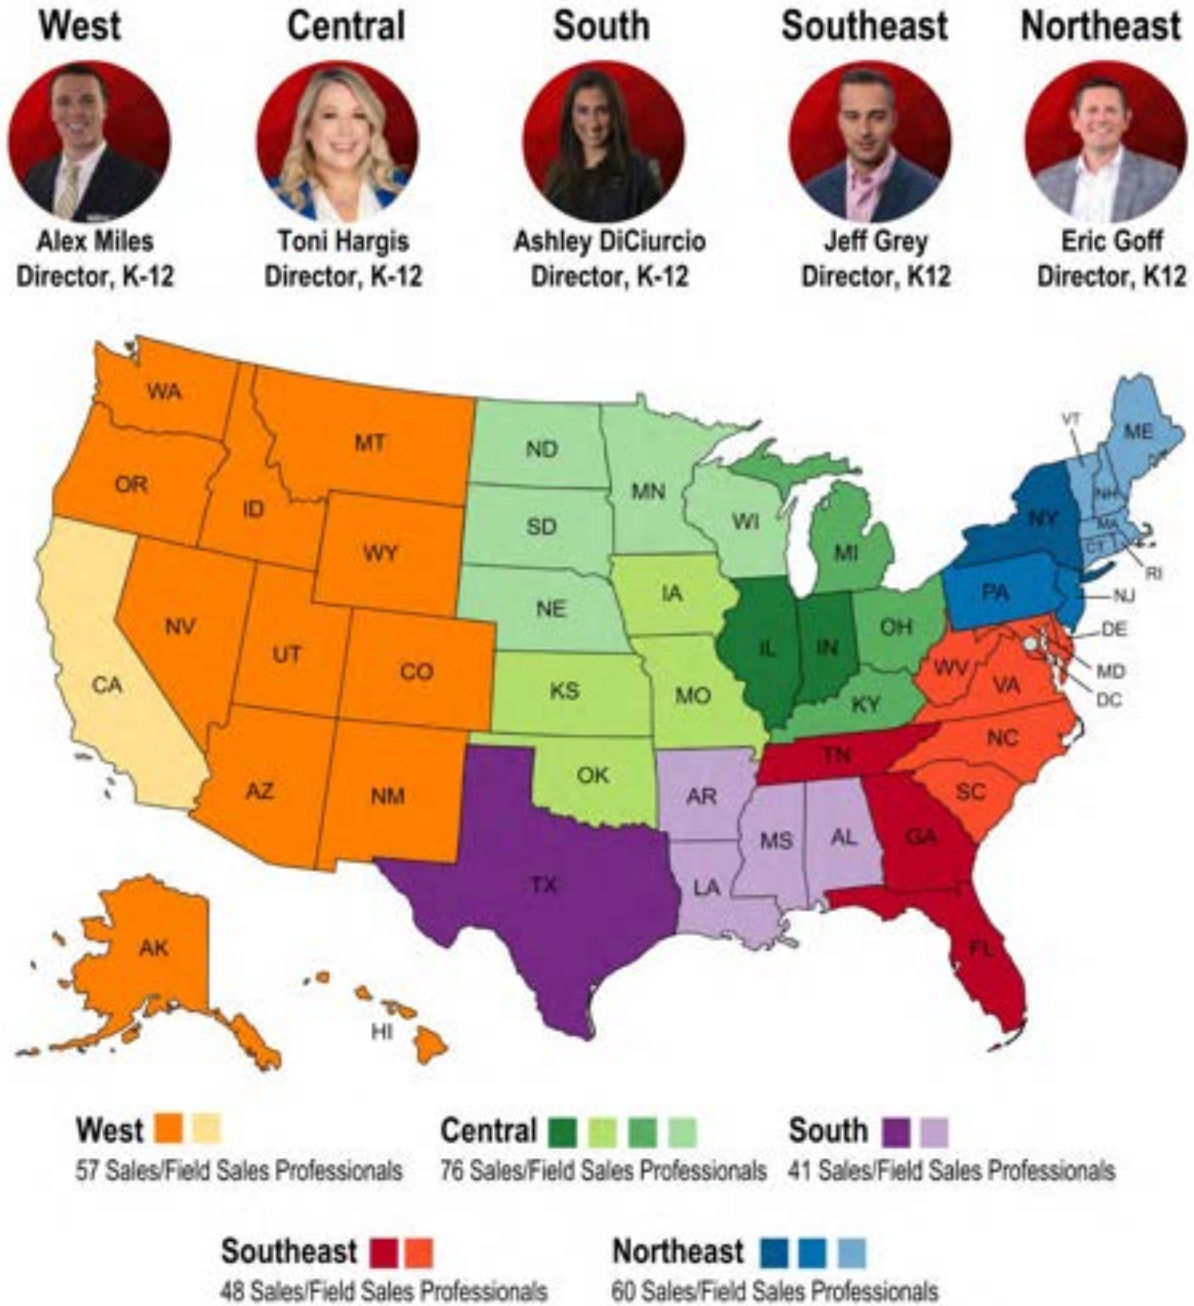 West Central South Southeast Northeast
Alex Miles Toni Hargis Ashley DiCiurcio Jeff Grey Eric Goff
Director, K-12 Director, K-12 Director, K-12 Director, K12 Director, K12
WA
MT
ND
MN
VT
ME
OR
ID
SD
WI
MI
NH
NY
MA
WY
CT
RI
NE
IA
PA
NJ
NV
UT
CO
IL
IN
OH
DE
CA
KS
MO
WV
VA
MD
DC
KY
AZ
NM
OK
AR
TN
NC
SC
TX
LA
MS
AL
GA
AK
HI
FL
West
57 Sales/Field Sales Professionals
Central
76 Sales/Field Sales Professionals
South
41 Sales/Field Sales Professionals
Southeast
48 Sales/Field Sales Professionals
Northeast
60 Sales/Field Sales Professionals